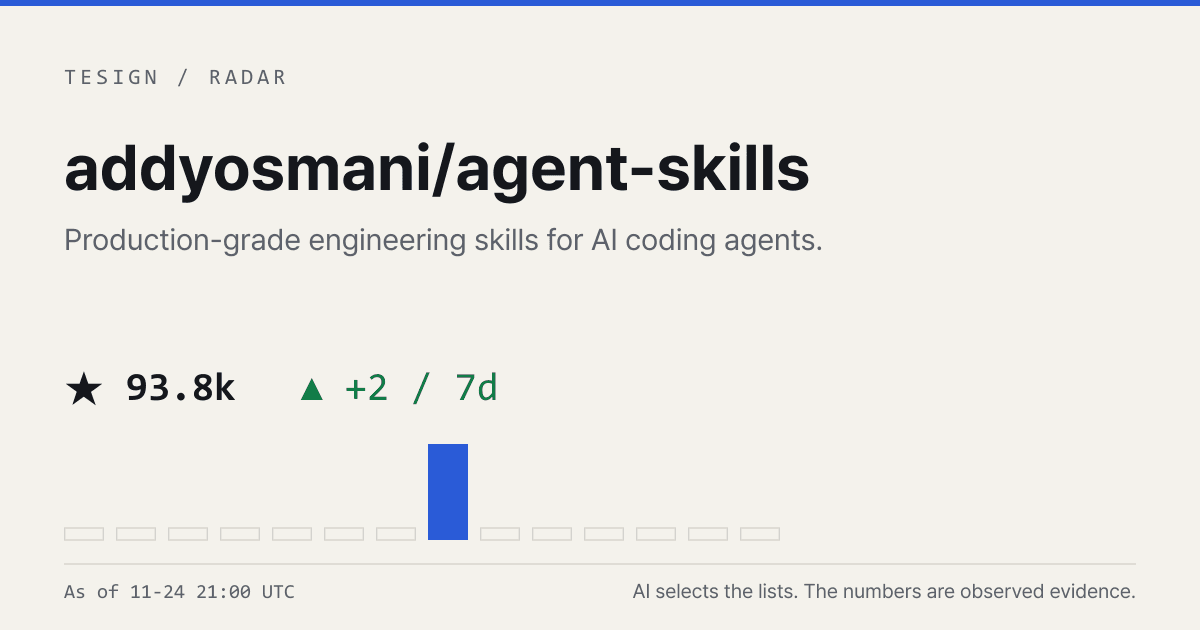 TESIGN / RADAR
addyosmani/agent-skills
Production-grade engineering skills for AI coding agents.
★ 93.8k ▲ +2 / 7d
As of 11-24 21:00 UTC
AI selects the lists. The numbers are observed evidence.